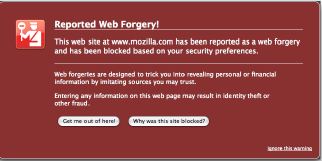 Reported Web Forgery!
This web site at www.mozilla.com has been reported as a web forgery
and has been blocked based on your security preferences.
Web forgeries are designed to trick you into revealing personal or financial
information by imitating sources you may trust.
Entering any information on this web page may result in identity theft or
other fraud.
Get me out of here!
Why was this site blocked?
Ignore this warning